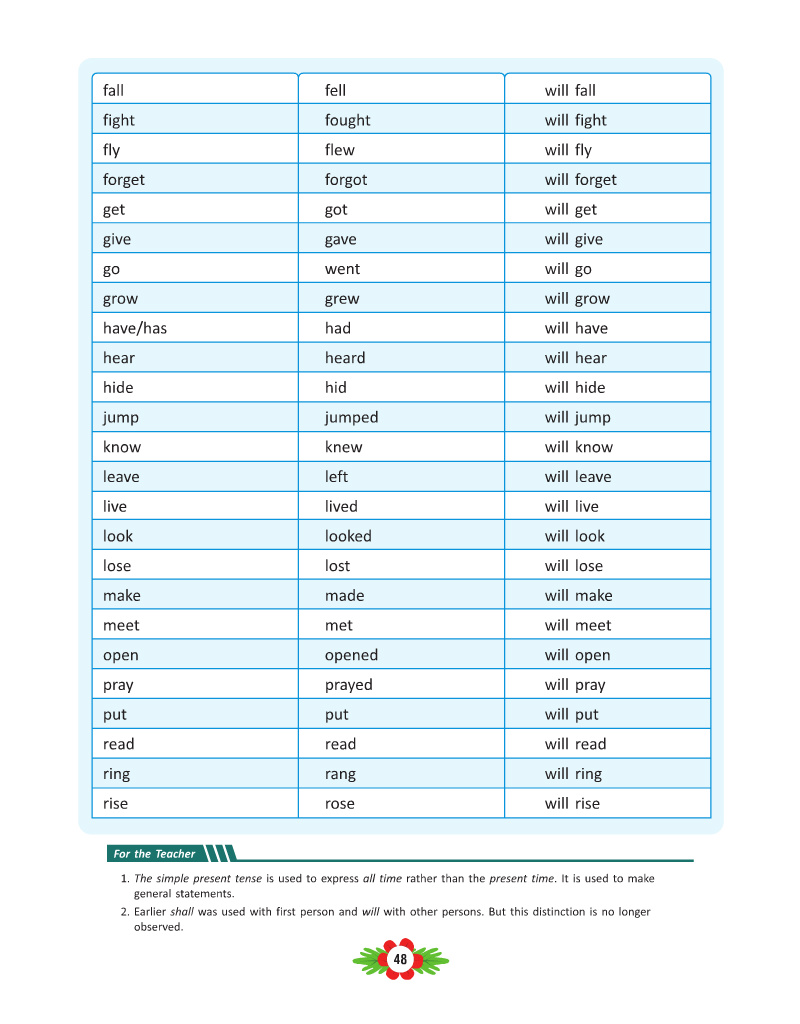 fall fell will fall
fight fought will fight
fly flew will fly
forget forgot will forget
get got will get
give gave will give
go went will go
grow grew will grow
have/has had will have
hear heard will hear
hide hid will hide
jump jumped will jump
know knew will know
leave left will leave
live lived will live
look looked will look
lose lost will lose
make made will make
meet met will meet
open opened will open
pray prayed will pray
put put will put
read read will read
ring rang will ring
rise rose will rise
For the Teacher
1. The simple present tense is used to express all time rather than the present time. It is used to make
general statements.
2. Earlier shall was used with first person and will with other persons. But this distinction is no longer
observed.
48